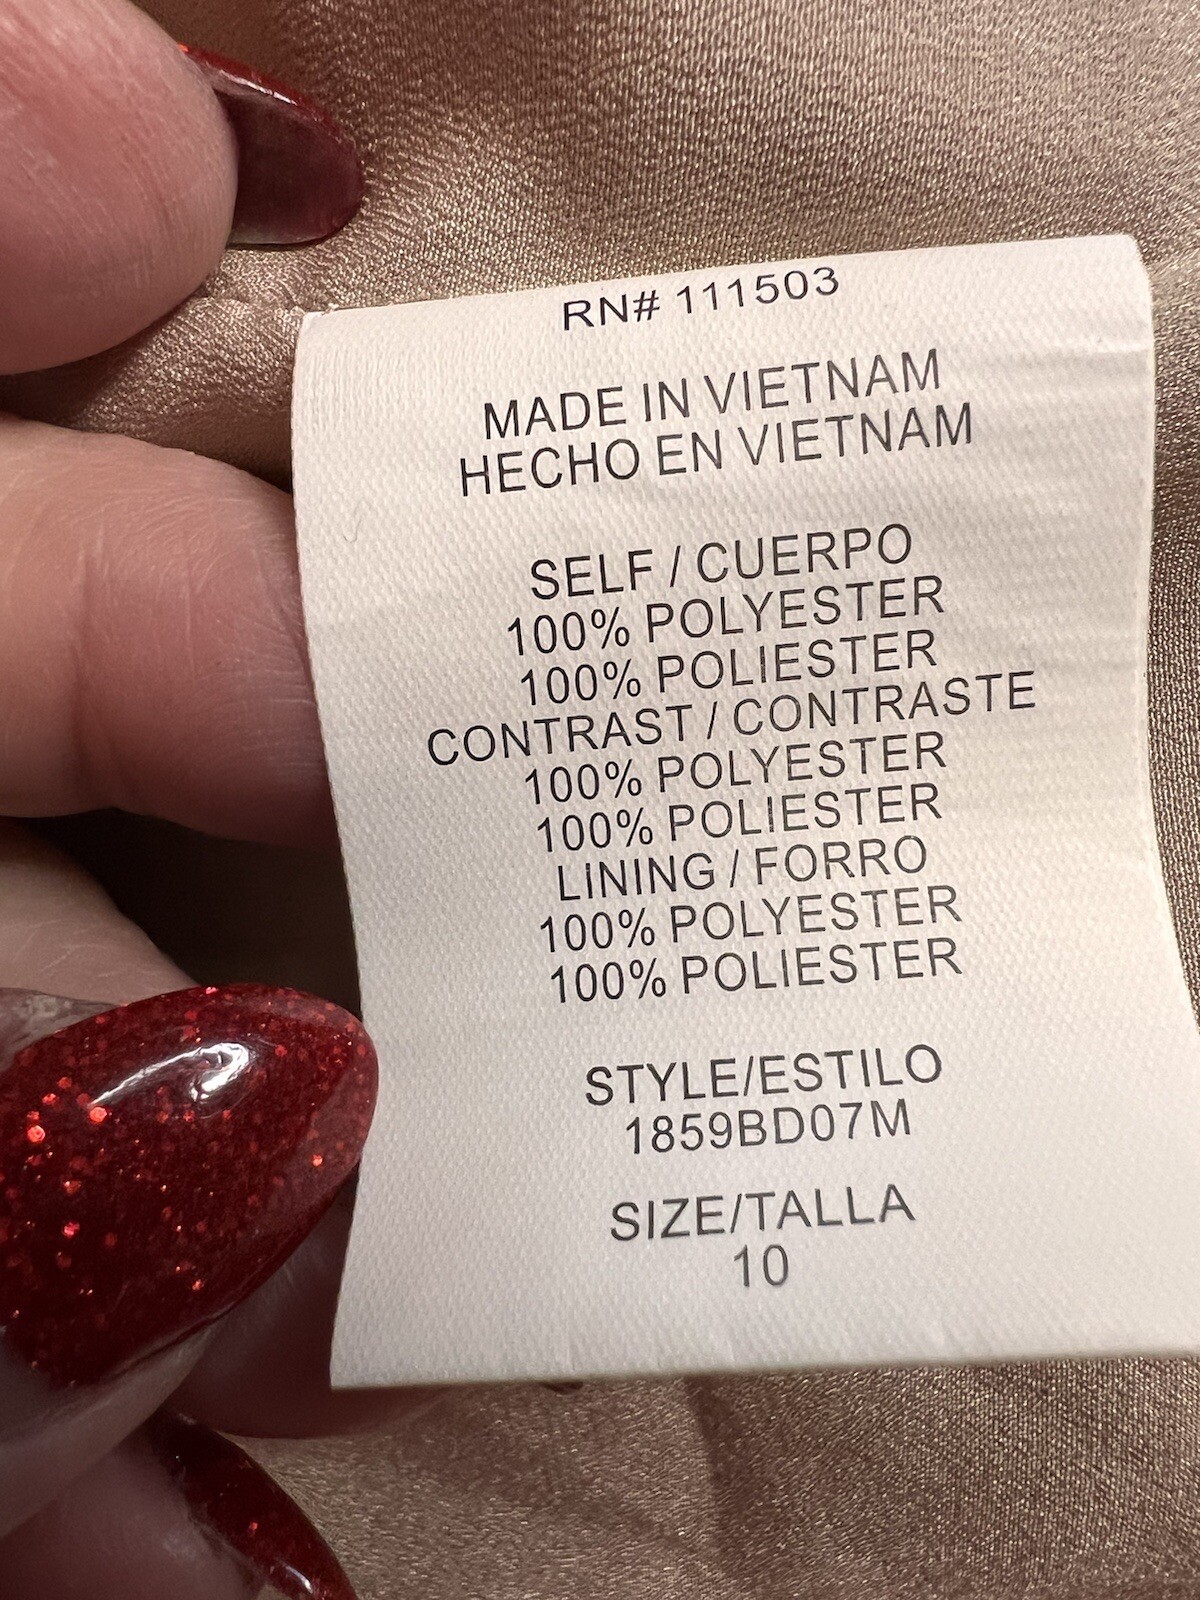 RN# 111503
MADE IN VIETNAM
HECHO EN VIETNAM
SELF / CUERPO
100% POLYESTER
100% POLIESTER
CONTRAST / CONTRASTE
100% POLYESTER
100% POLIESTER
LINING / FORRO
100% POLYESTER
100% POLIESTER
STYLE/ESTILO
1859BD07M
SIZE/TALLA
10